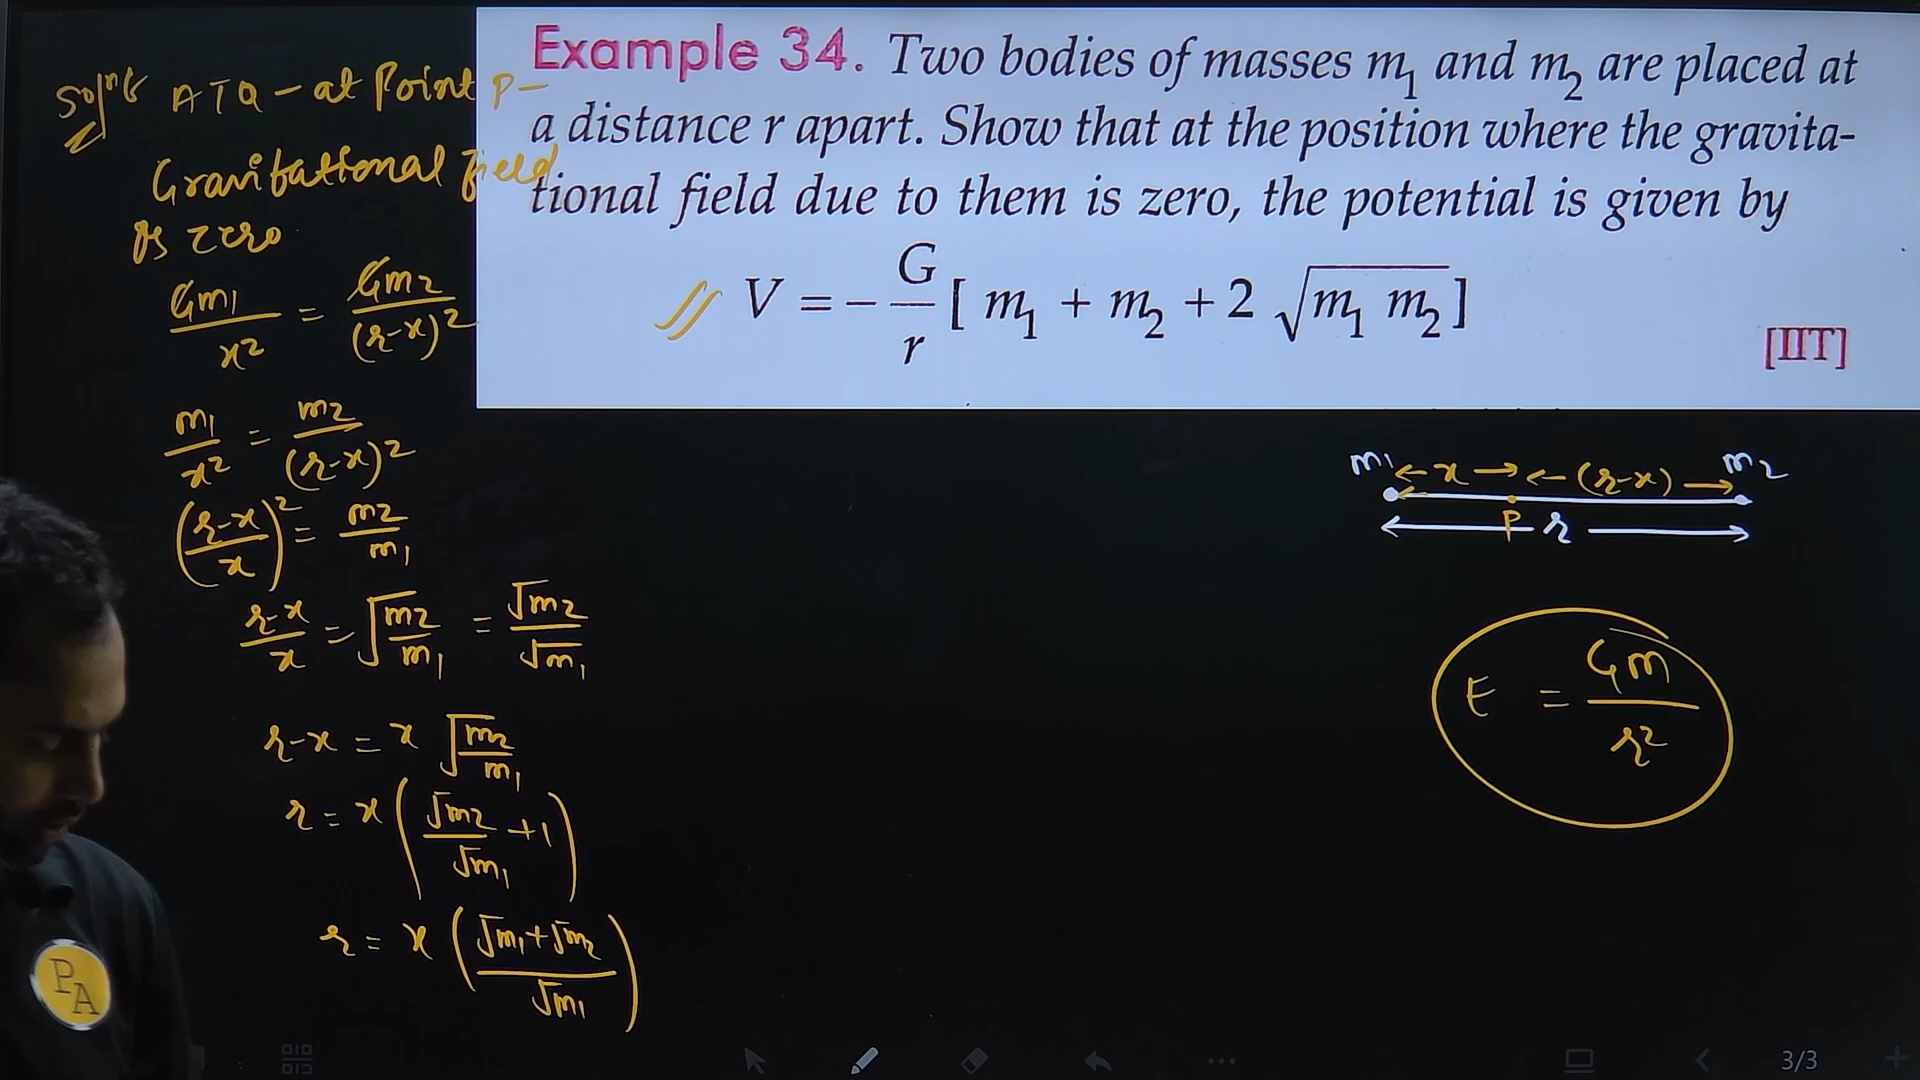 Example 34. Two bodies of masses m₁ and m₂ are placed at
a distance r apart. Show that at the position where the gravita-
tional field due to them is zero, the potential is given by
V = - G/r [ m₁ + m₂ + 2 √(m₁ m₂) ]
[IIT]
Solng ATQ - at Point P-
Gravitational Field
is zero
Gm₁/x² = Gm₂/(r-x)²
m₁/x² = m₂/(r-x)²
((r-x)/x)² = m₂/m₁
(r-x)/x = √(m₂/m₁) = √m₂/√m₁
r-x = x √(m₂/m₁)
r = x (√m₂/√m₁ + 1)
r = x ((√m₁+√m₂)/√m₁)
m₁ ← x → ← (r-x) → m₂
P r
E = Gm/r²
PA
3/3